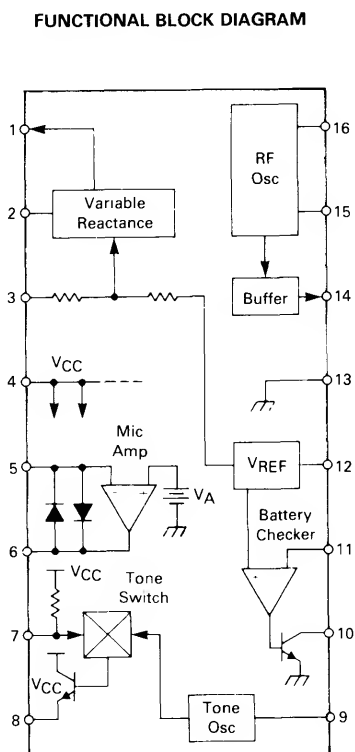 FUNCTIONAL BLOCK DIAGRAM
1
2
3
4
5
6
7
8
16
15
14
13
12
11
10
9
Variable
Reactance
RF
Osc
Buffer
VCC
Mic
Amp
VA
VREF
Battery
Checker
VCC
Tone
Switch
VCC
Tone
Osc